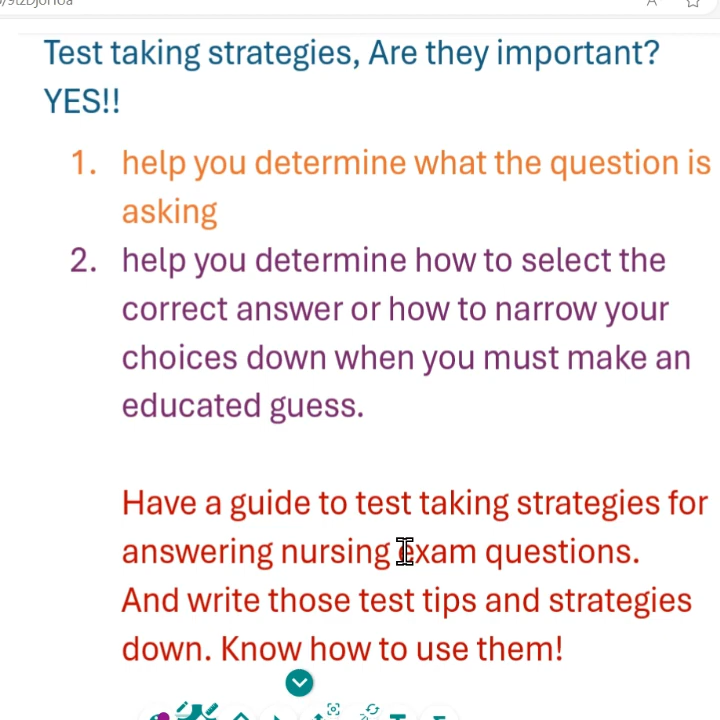 Test taking strategies, Are they important?
YES!!
1. help you determine what the question is
asking
2. help you determine how to select the
correct answer or how to narrow your
choices down when you must make an
educated guess.
Have a guide to test taking strategies for
answering nursing exam questions.
And write those test tips and strategies
down. Know how to use them!